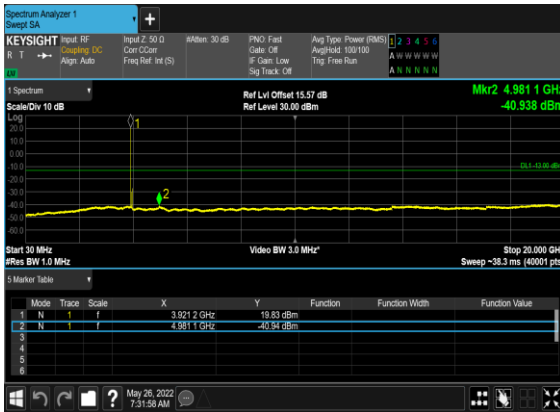 Spectrum Analyzer 1
Swept SA
KEYSIGHT
R T
LXI
Input: RF
Coupling: DC
Align: Auto
Input Z: 50 Ω
Corr CCorr
Freq Ref: Int (S)
#Atten: 30 dB
PNO: Fast
Gate: Off
IF Gain: Low
Sig Track: Off
Avg Type: Power (RMS)
Avg|Hold: 100/100
Trig: Free Run
1 2 3 4 5 6
A W W W W W
A N N N N N
1 Spectrum
Scale/Div 10 dB
Ref Lvl Offset 15.57 dB
Ref Level 30.00 dBm
Mkr2 4.981 1 GHz
-40.938 dBm
Log
20.0
10.0
0.00
-10.0
-20.0
-30.0
-40.0
-50.0
-60.0
1
2
DL1 -13.00 dBm
Start 30 MHz
#Res BW 1.0 MHz
Video BW 3.0 MHz*
Stop 20.000 GHz
Sweep ~38.3 ms (40001 pts)
5 Marker Table
Mode Trace Scale X Y Function Function Width Function Value
1 N 1 f 3.921 2 GHz 19.83 dBm
2 N 1 f 4.981 1 GHz -40.94 dBm
3
4
5
6
May 26, 2022
7:31:58 AM